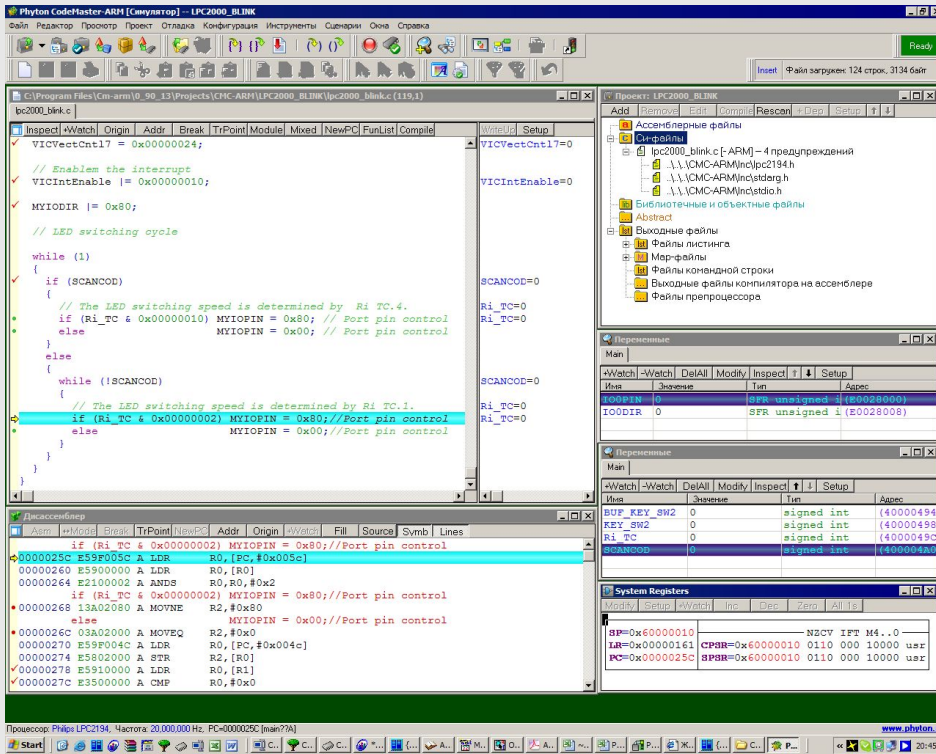 Phyton CodeMaster-ARM [Симулятор] -- LPC2000_BLINK
Файл Редактор Просмотр Проект Отладка Конфигурация Инструменты Сценарии Окна Справка
Ready
Insert Файл загружен: 124 строк, 3134 байт
C:\Program Files\Cm-arm\0_90_13\Projects\CMC-ARM\LPC2000_BLINK\lpc2000_blink.c (119,1)
lpc2000_blink.c
Inspect +Watch Origin Addr Break TrPoint Module Mixed NewPC FunList Compile
WriteUp Setup
VICVectCntl7 = 0x00000024;
VICVectCntl7=0
// Enablem the interrupt
VICIntEnable |= 0x00000010;
VICIntEnable=0
MYIODIR |= 0x80;
// LED switching cycle
while (1)
{
if (SCANCOD)
SCANCOD=0
{
// The LED switching speed is determined by Ri TC.4.
Ri_TC=0
if (Ri_TC & 0x00000010) MYIOPIN = 0x80; // Port pin control
Ri_TC=0
else MYIOPIN = 0x00; // Port pin control
}
else
{
while (!SCANCOD)
SCANCOD=0
{
// The LED switching speed is determined by Ri TC.1.
Ri_TC=0
if (Ri_TC & 0x00000002) MYIOPIN = 0x80;//Port pin control
Ri_TC=0
else MYIOPIN = 0x00;//Port pin control
}
}
}
}
Проект: LPC2000_BLINK
Add Remove Edit Compile Rescan +Dep Setup
Ассемблерные файлы
Си-файлы
lpc2000_blink.c [- ARM] – 4 предупреждений
..\..\..\CMC-ARM\Inc\lpc2194.h
..\..\..\CMC-ARM\Inc\stdarg.h
..\..\..\CMC-ARM\Inc\stdio.h
Библиотечные и объектные файлы
Abstract
Выходные файлы
Файлы листинга
Map-файлы
Файлы командной строки
Выходные файлы компилятора на ассемблере
Файлы препроцессора
Переменные
Main
+Watch -Watch DelAll Modify Inspect Setup
Имя Значение Тип Адрес
IO0PIN 0 SFR unsigned i (E0028000)
IO0DIR 0 SFR unsigned i (E0028008)
Переменные
Main
+Watch -Watch DelAll Modify Inspect Setup
Имя Значение Тип Адрес
BUF_KEY_SW2 0 signed int (40000494
KEY_SW2 0 signed int (40000498
Ri_TC 0 signed int (4000049C
SCANCOD 0 signed int (400004A0
Дисассемблер
Asm +Mode Break TrPoint NewPC Addr Origin +Watch Fill Source Symb Lines
if (Ri_TC & 0x00000002) MYIOPIN = 0x80;//Port pin control
0000025C E59F005C A LDR R0,[PC,#0x005c]
00000260 E5900000 A LDR R0,[R0]
00000264 E2100002 A ANDS R0,R0,#0x2
if (Ri_TC & 0x00000002) MYIOPIN = 0x80;//Port pin control
00000268 13A02080 A MOVNE R2,#0x80
else MYIOPIN = 0x00;//Port pin control
0000026C 03A02000 A MOVEQ R2,#0x0
00000270 E59F004C A LDR R0,[PC,#0x004c]
00000274 E5802000 A STR R2,[R0]
00000278 E5910000 A LDR R0,[R1]
0000027C E3500000 A CMP R0,#0x0
System Registers
Modify Setup +Watch Inc Dec Zero All 1s
SP=0x60000010 NZCV IFT M4..0
LR=0x00000161 CPSR=0x60000010 0110 000 10000 usr
PC=0x0000025C SPSR=0x60000010 0110 000 10000 usr
Процессор: Philips LPC2194, Частота: 20,000,000 Hz, PC=0000025C [main??A]
www.phyton.
Start
20:45